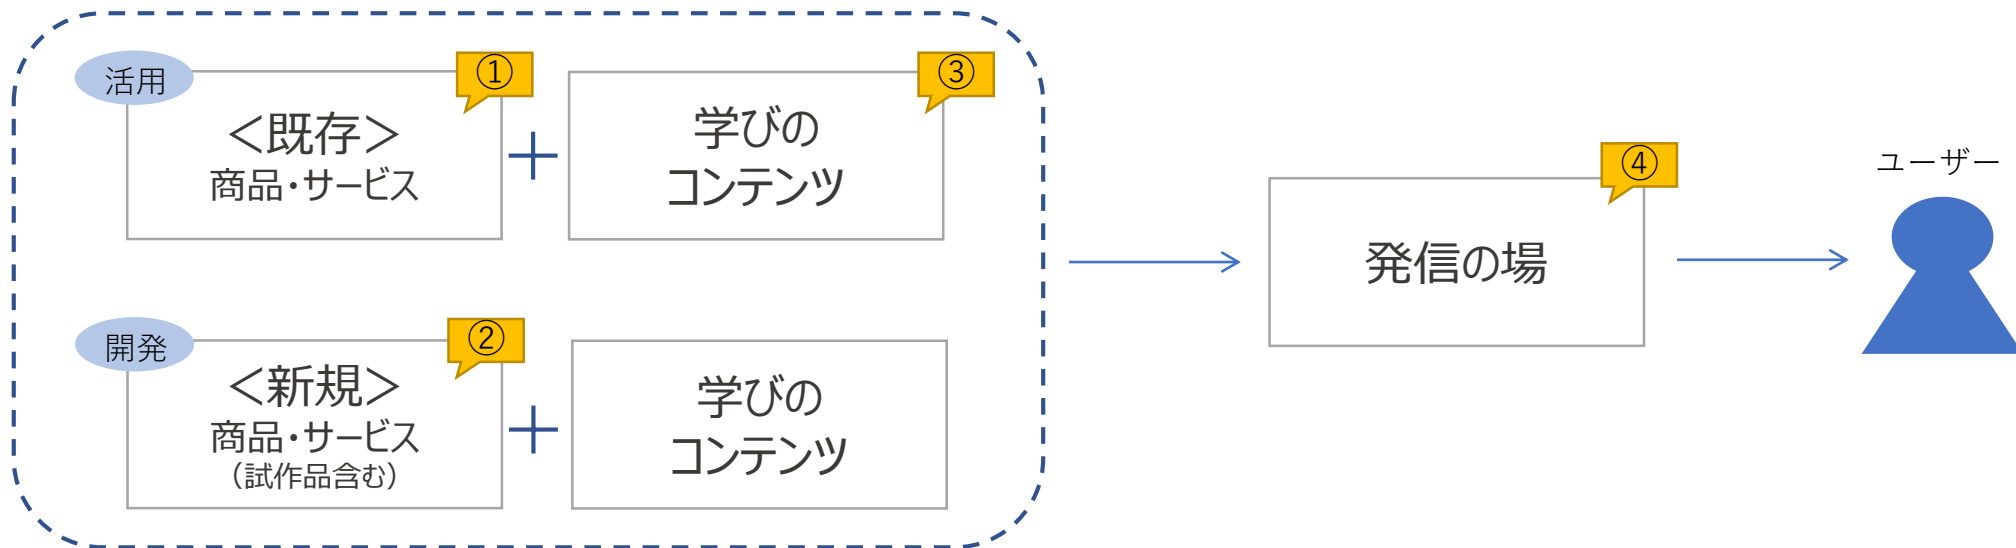 活用
①
＜既存＞
商品・サービス
③
学びの
コンテンツ
開発
②
＜新規＞
商品・サービス
（試作品含む）
学びの
コンテンツ
④
発信の場
ユーザー